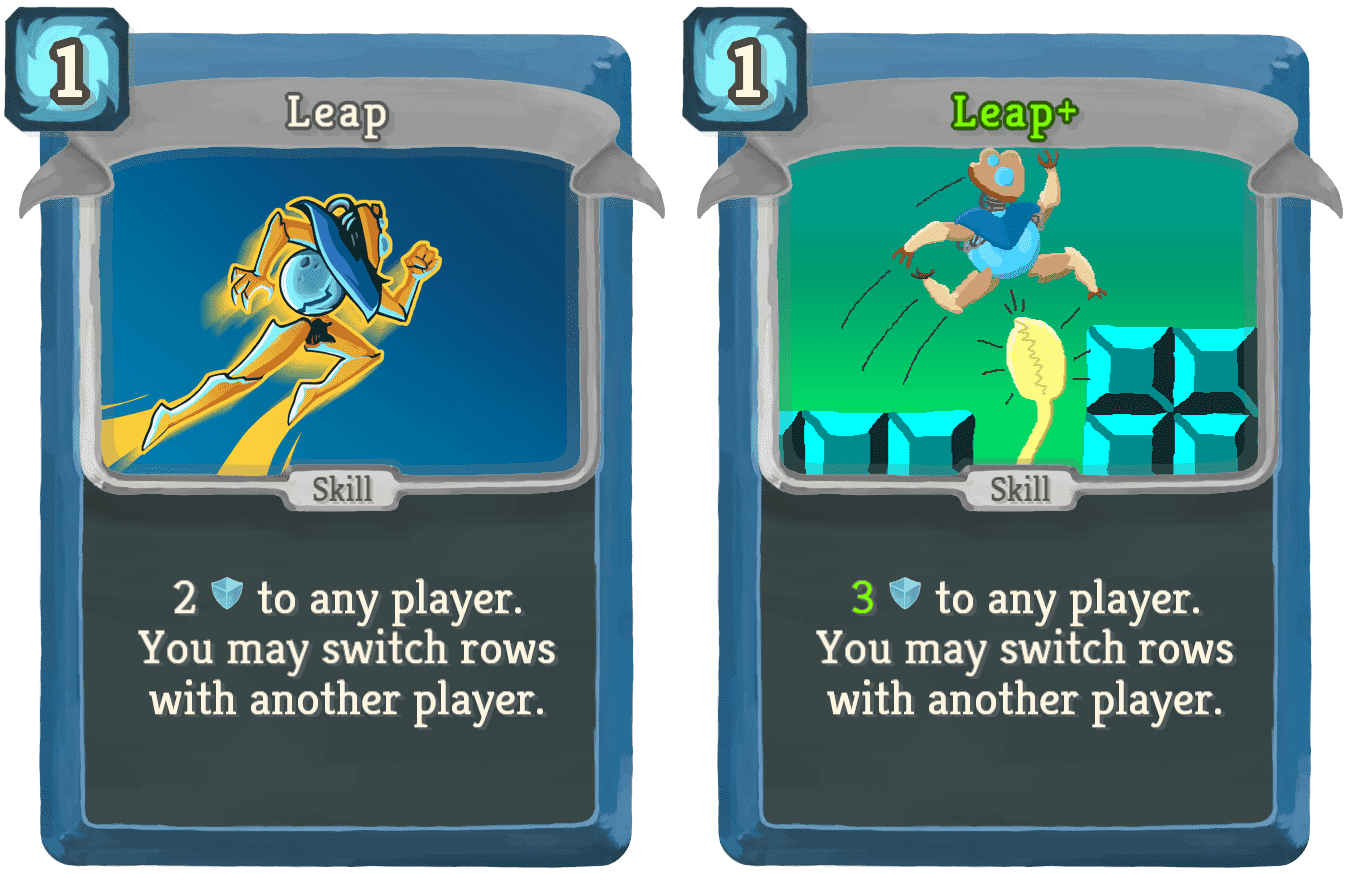 1
Leap
Skill
2 to any player.
You may switch rows
with another player.
1
Leap+
Skill
3 to any player.
You may switch rows
with another player.